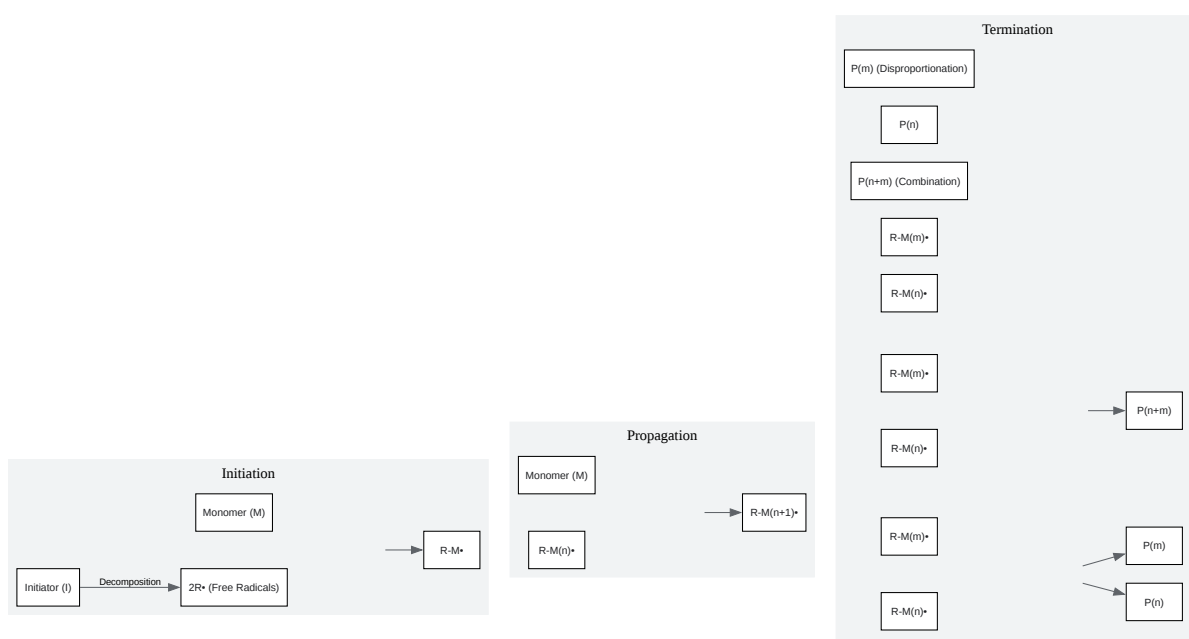 Initiation
Monomer (M)
R-M•
Initiator (I)
Decomposition
2R• (Free Radicals)
Propagation
Monomer (M)
R-M(n+1)•
R-M(n)•
Termination
P(m) (Disproportionation)
P(n)
P(n+m) (Combination)
R-M(m)•
R-M(n)•
R-M(m)•
P(n+m)
R-M(n)•
R-M(m)•
P(m)
P(n)
R-M(n)•